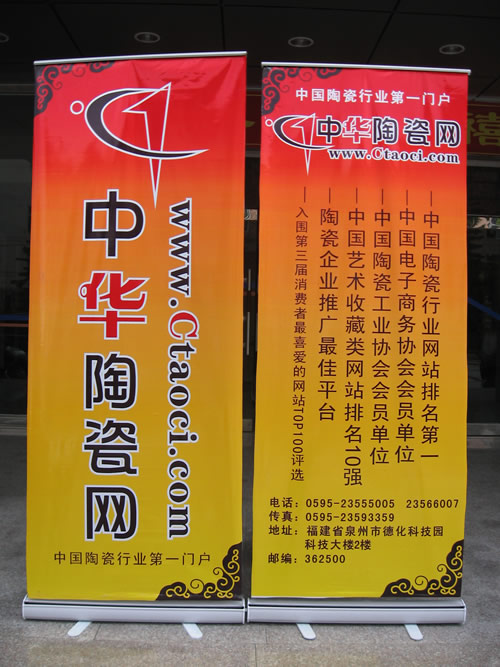 中华陶瓷网
www.Ctaoci.com
中国陶瓷行业第一门户
中国陶瓷行业第一门户
中华陶瓷网
www.Ctaoci.com
—中国陶瓷行业网站排名第一
—中国电子商务协会会员单位
—中国陶瓷工业协会会员单位
—中国艺术收藏类网站排名10强
—陶瓷企业推广最佳平台
—入围第三届消费者最喜爱的网站TOP100评选
电话：0595-23555005 23566007
传真：0595-23593359
地址：福建省泉州市德化科技园
科技大楼2楼
邮编：362500